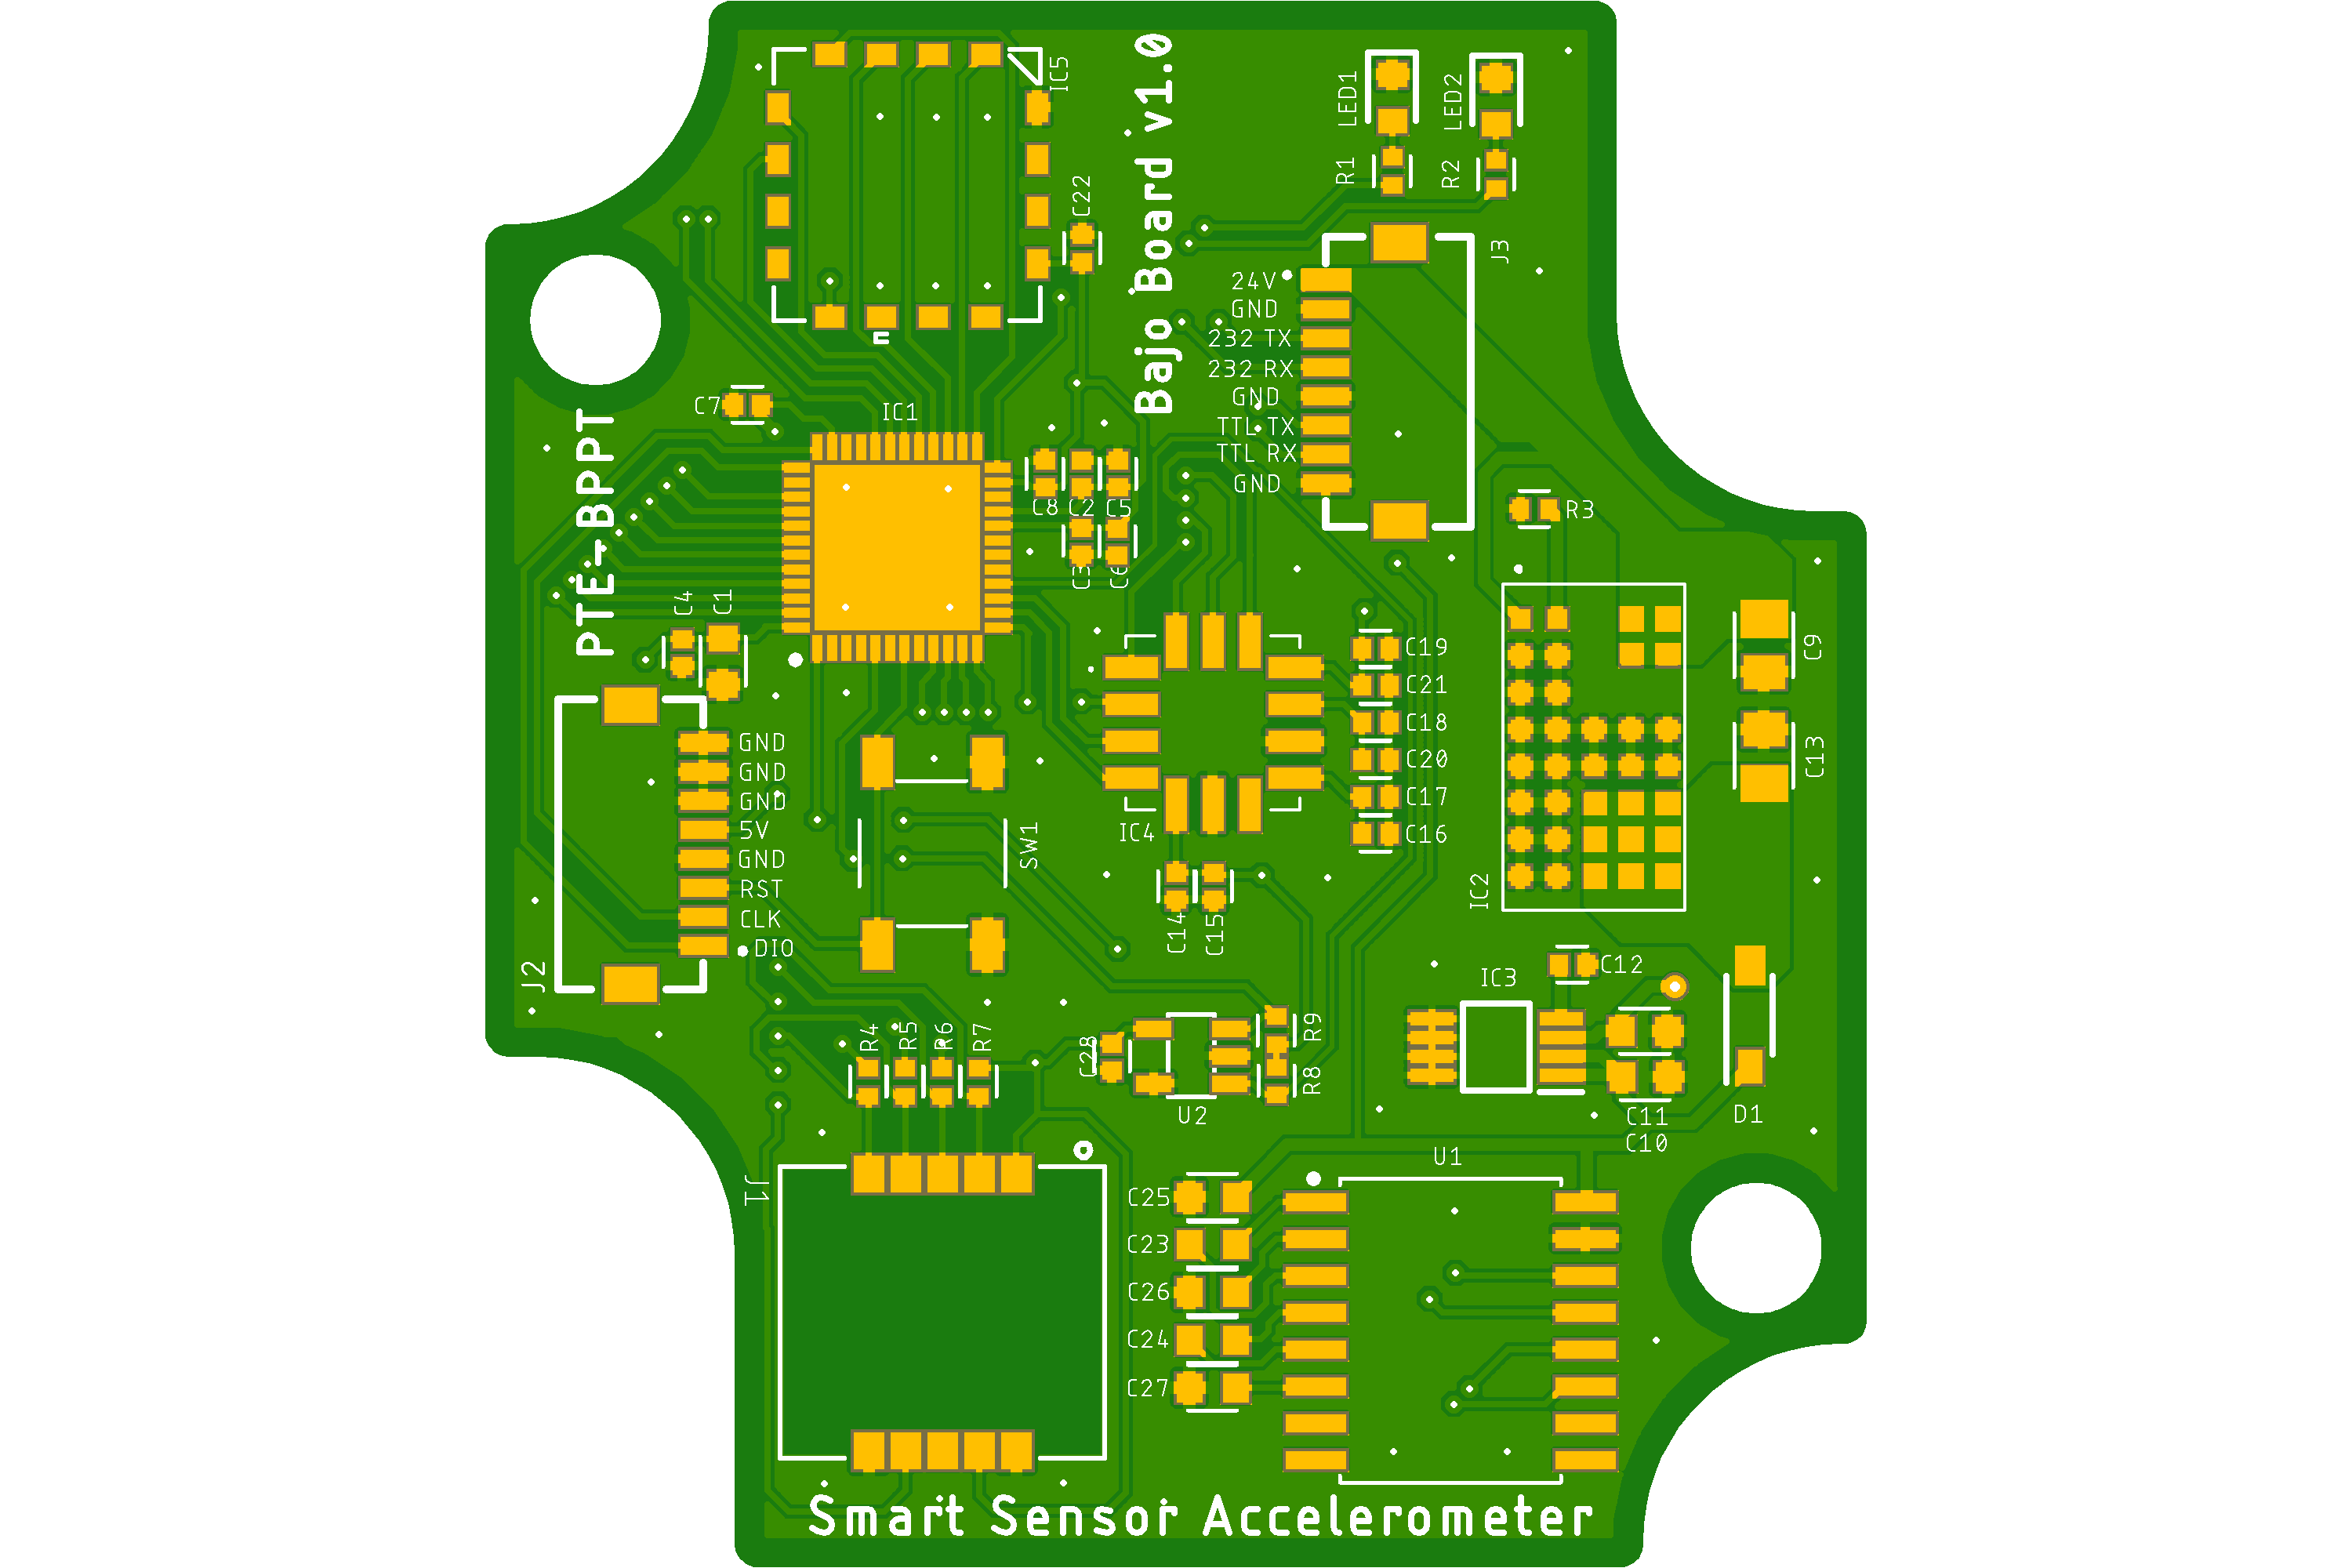 IC5
Bajo Board v1.0
LED1
LED2
R1
R2
C22
J3
24V
GND
232 TX
232 RX
GND
TTL TX
TTL RX
GND
C7
IC1
PTE-BPPT
C8
C2
C5
C3
C6
R3
C4
C1
C19
C21
C18
C20
C17
C16
C9
C13
GND
GND
GND
5V
GND
RST
CLK
DIO
J2
SW1
IC4
IC2
C14
C15
IC3
C12
R4
R5
R6
R7
C28
R9
R8
U2
C11
C10
D1
U1
J1
C25
C23
C26
C24
C27
Smart Sensor Accelerometer